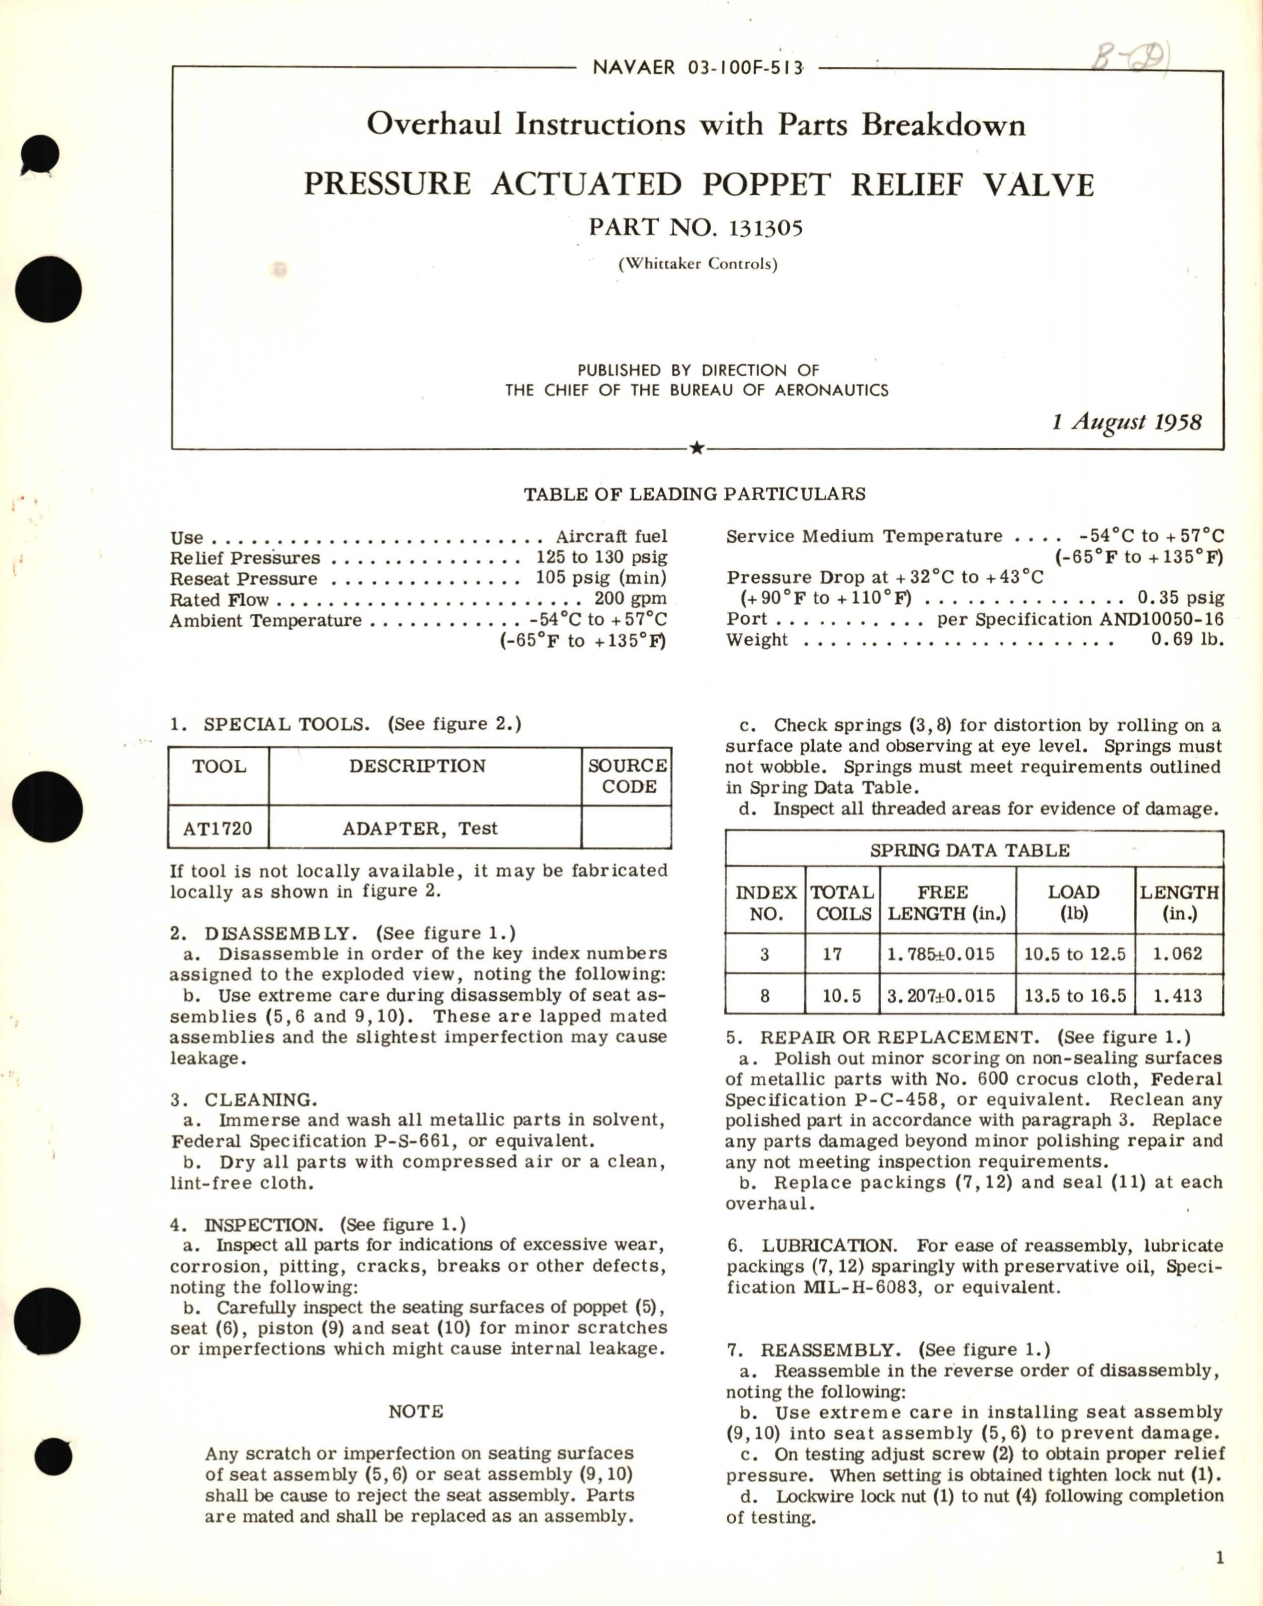 NAVAER 03-100F-513
Overhaul Instructions with Parts Breakdown
PRESSURE ACTUATED POPPET RELIEF VALVE
PART NO. 131305
(Whittaker Controls)
PUBLISHED BY DIRECTION OF
THE CHIEF OF THE BUREAU OF AERONAUTICS
1 August 1958
TABLE OF LEADING PARTICULARS
Use . . . . . . . . . . . . . . . . . . . . . . . . . . Aircraft fuel
Relief Pressures . . . . . . . . . . . . . . . 125 to 130 psig
Reseat Pressure . . . . . . . . . . . . . . . 105 psig (min)
Rated Flow . . . . . . . . . . . . . . . . . . . . . . . . 200 gpm
Ambient Temperature . . . . . . . . . . . . -54°C to +57°C
(-65°F to +135°F)
Service Medium Temperature . . . . -54°C to +57°C
(-65°F to +135°F)
Pressure Drop at +32°C to +43°C
(+90°F to +110°F) . . . . . . . . . . . . . . . . 0.35 psig
Port . . . . . . . . . . . . per Specification AND10050-16
Weight . . . . . . . . . . . . . . . . . . . . . . . . 0.69 lb.
1. SPECIAL TOOLS. (See figure 2.)
TOOL DESCRIPTION SOURCE
CODE
AT1720 ADAPTER, Test
If tool is not locally available, it may be fabricated
locally as shown in figure 2.
2. DISASSEMBLY. (See figure 1.)
a. Disassemble in order of the key index numbers
assigned to the exploded view, noting the following:
b. Use extreme care during disassembly of seat as-
semblies (5,6 and 9,10). These are lapped mated
assemblies and the slightest imperfection may cause
leakage.
3. CLEANING.
a. Immerse and wash all metallic parts in solvent,
Federal Specification P-S-661, or equivalent.
b. Dry all parts with compressed air or a clean,
lint-free cloth.
4. INSPECTION. (See figure 1.)
a. Inspect all parts for indications of excessive wear,
corrosion, pitting, cracks, breaks or other defects,
noting the following:
b. Carefully inspect the seating surfaces of poppet (5),
seat (6), piston (9) and seat (10) for minor scratches
or imperfections which might cause internal leakage.
NOTE
Any scratch or imperfection on seating surfaces
of seat assembly (5,6) or seat assembly (9,10)
shall be cause to reject the seat assembly. Parts
are mated and shall be replaced as an assembly.
c. Check springs (3,8) for distortion by rolling on a
surface plate and observing at eye level. Springs must
not wobble. Springs must meet requirements outlined
in Spring Data Table.
d. Inspect all threaded areas for evidence of damage.
SPRING DATA TABLE
INDEX TOTAL FREE LOAD LENGTH
NO. COILS LENGTH (in.) (lb) (in.)
3 17 1.785±0.015 10.5 to 12.5 1.062
8 10.5 3.207±0.015 13.5 to 16.5 1.413
5. REPAIR OR REPLACEMENT. (See figure 1.)
a. Polish out minor scoring on non-sealing surfaces
of metallic parts with No. 600 crocus cloth, Federal
Specification P-C-458, or equivalent. Reclean any
polished part in accordance with paragraph 3. Replace
any parts damaged beyond minor polishing repair and
any not meeting inspection requirements.
b. Replace packings (7,12) and seal (11) at each
overhaul.
6. LUBRICATION. For ease of reassembly, lubricate
packings (7,12) sparingly with preservative oil, Speci-
fication MIL-H-6083, or equivalent.
7. REASSEMBLY. (See figure 1.)
a. Reassemble in the reverse order of disassembly,
noting the following:
b. Use extreme care in installing seat assembly
(9,10) into seat assembly (5,6) to prevent damage.
c. On testing adjust screw (2) to obtain proper relief
pressure. When setting is obtained tighten lock nut (1).
d. Lockwire lock nut (1) to nut (4) following completion
of testing.
1